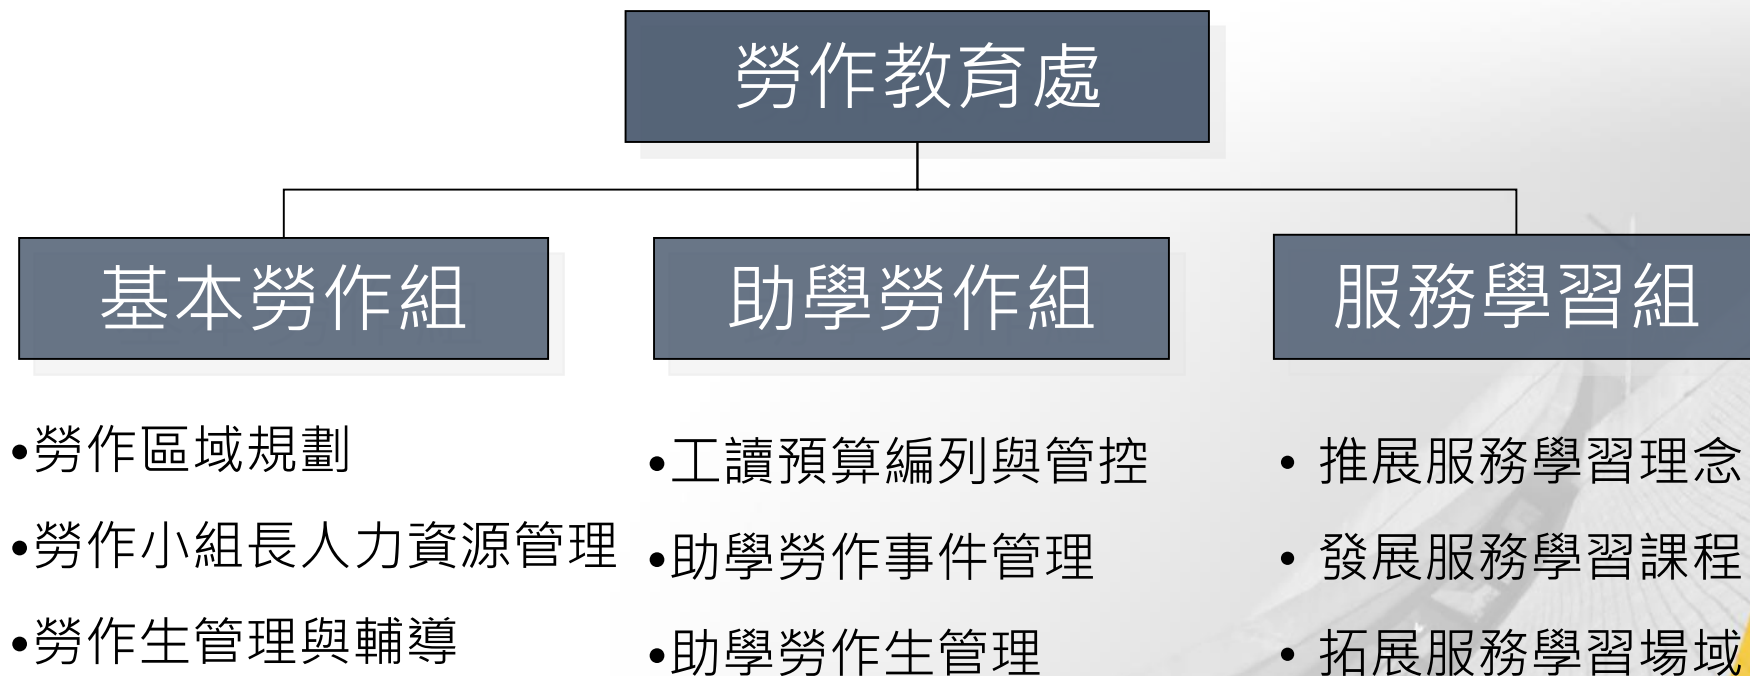 勞作教育處
基本勞作組
助學勞作組
服務學習組
•勞作區域規劃
•勞作小組長人力資源管理
•勞作生管理與輔導
•工讀預算編列與管控
•助學勞作事件管理
•助學勞作生管理
• 推展服務學習理念
• 發展服務學習課程
• 拓展服務學習場域